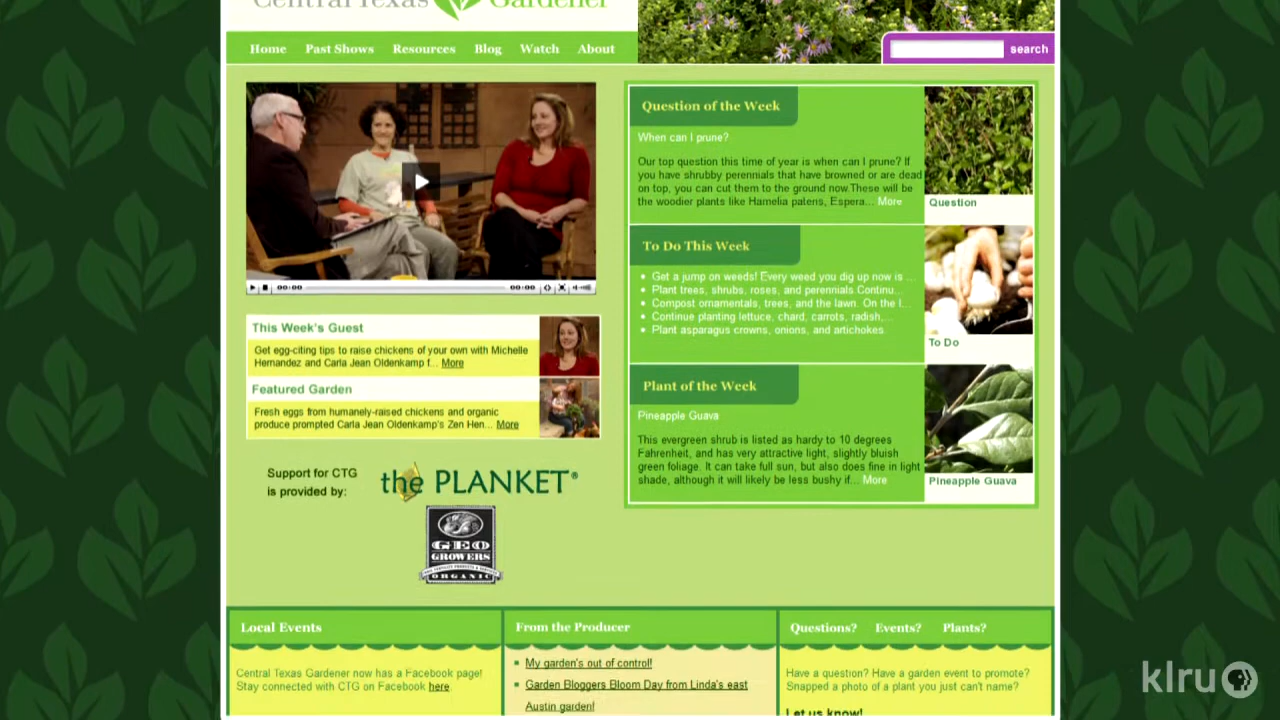 Central Texas Gardener
Home Past Shows Resources Blog Watch About
search
00:00 00:00
This Week's Guest
Get egg-citing tips to raise chickens of your own with Michelle
Hernandez and Carla Jean Oldenkamp f... More
Featured Garden
Fresh eggs from humanely-raised chickens and organic
produce prompted Carla Jean Oldenkamp's Zen Hen... More
Support for CTG
is provided by:
the PLANKET®
GEO
GROWERS
ORGANIC
Question of the Week
When can I prune?
Our top question this time of year is when can I prune? If
you have shrubby perennials that have browned or are dead
on top, you can cut them to the ground now.These will be
the woodier plants like Hamelia patens, Espera... More
Question
To Do This Week
• Get a jump on weeds! Every weed you dig up now is ...
• Plant trees, shrubs, roses, and perennials Continu...
• Compost ornamentals, trees, and the lawn. On the l...
• Continue planting lettuce, chard, carrots, radish,...
• Plant asparagus crowns, onions, and artichokes.
To Do
Plant of the Week
Pineapple Guava
This evergreen shrub is listed as hardy to 10 degrees
Fahrenheit, and has very attractive light, slightly bluish
green foliage. It can take full sun, but also does fine in light
shade, although it will likely be less bushy if... More
Pineapple Guava
Local Events
Central Texas Gardener now has a Facebook page!
Stay connected with CTG on Facebook here.
From the Producer
My garden's out of control!
Garden Bloggers Bloom Day from Linda's east
Austin garden!
Questions? Events? Plants?
Have a question? Have a garden event to promote?
Snapped a photo of a plant you just can't name?
Let us know!
klru